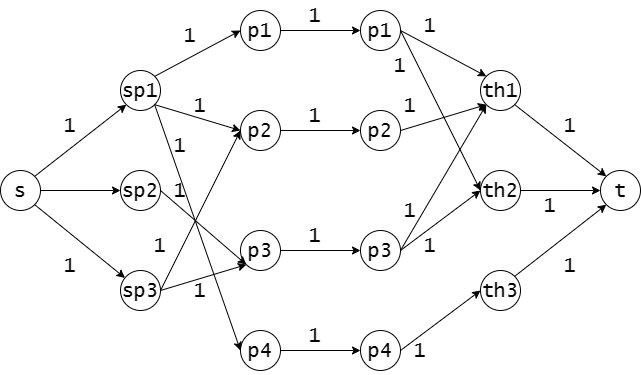 1 p1 1 p1 1
1 sp1 1 p2 1 p2 1 th1 1
1
s sp2 1 th2 1 t
1 sp3 1 p3 1 p3 1 th3 1
1 1
1 p4 1 p4 1
1